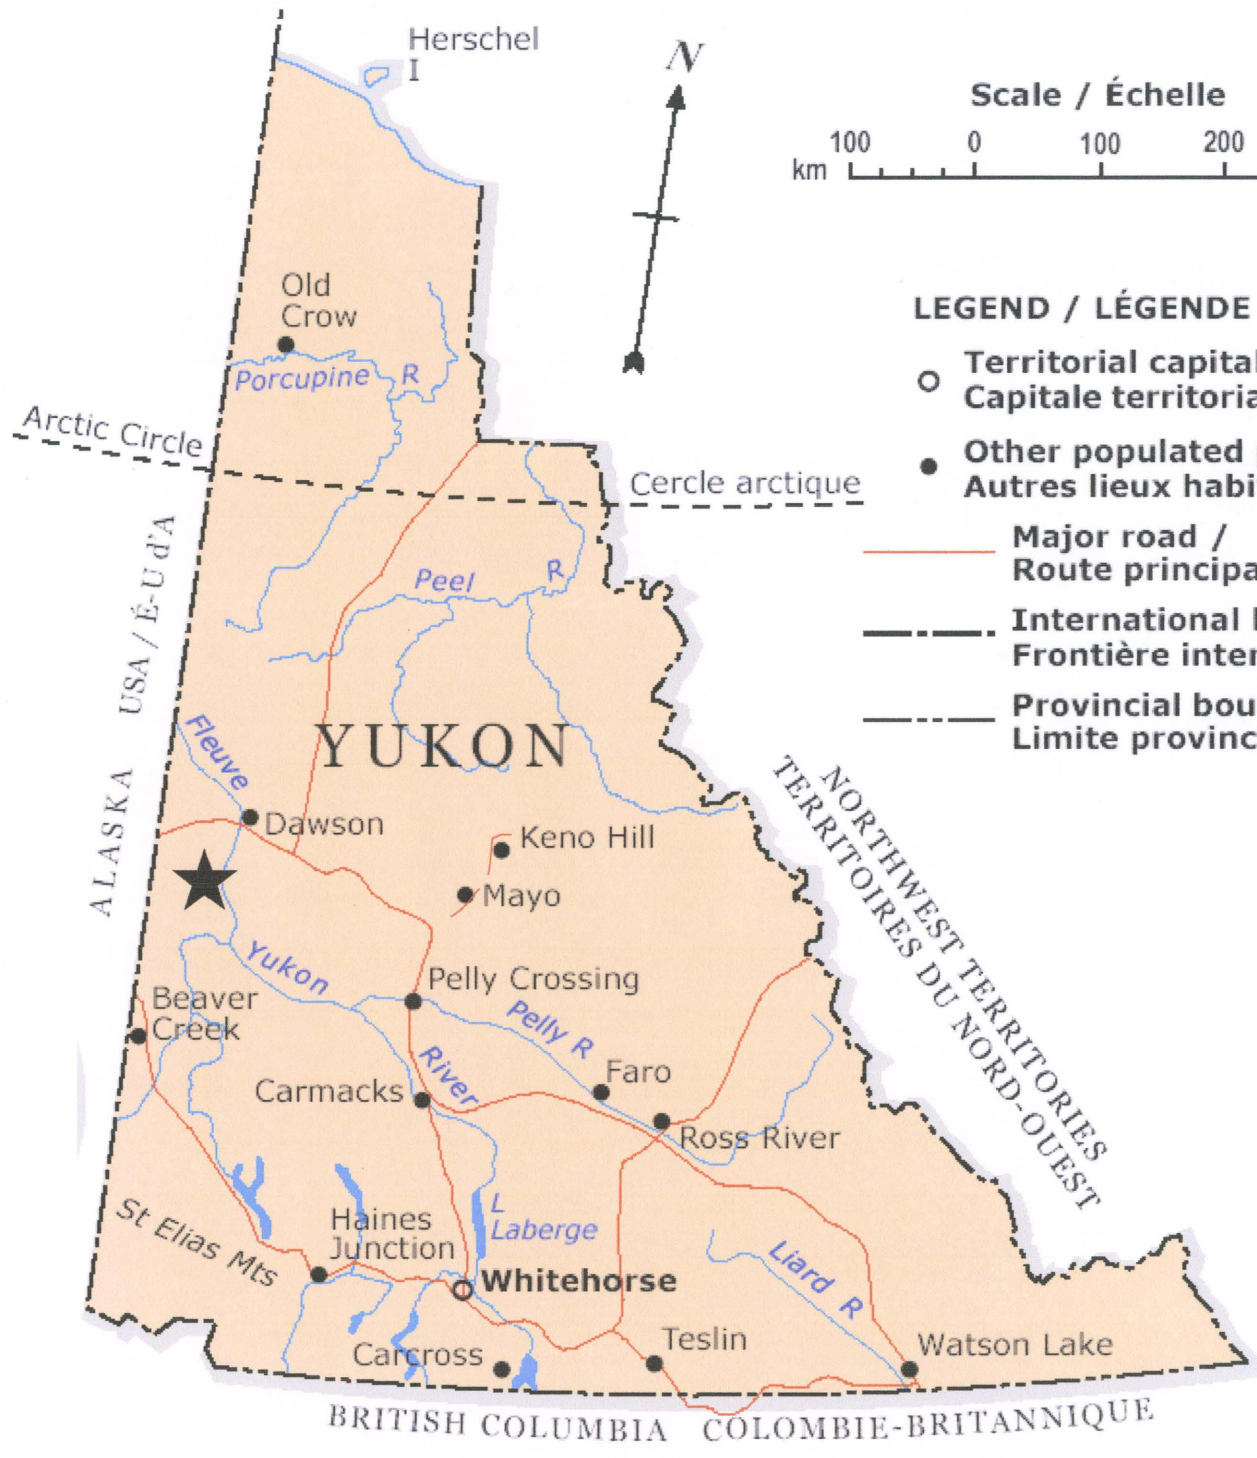 Herschel
I
N
Scale / Échelle
100 0 100 200
km
Old
Crow
Porcupine R
Arctic Circle
Cercle arctique
LEGEND / LÉGENDE
Territorial capital
Capitale territoria
Other populated p
Autres lieux habi
Major road /
Route principa
International
Frontière inter
Provincial bou
Limite provinc
ALASKA USA / É-U d'A
Peel R
Fleuve
YUKON
Dawson
Keno Hill
Mayo
NORTHWEST TERRITORIES
TERRITOIRES DU NORD-OUEST
Yukon
River
Pelly Crossing
Pelly R
Beaver
Creek
Faro
Carmacks
Ross River
St Elias Mts
Haines
Junction
L
Laberge
Whitehorse
Liard R
Carcross
Teslin
Watson Lake
BRITISH COLUMBIA COLOMBIE-BRITANNIQUE